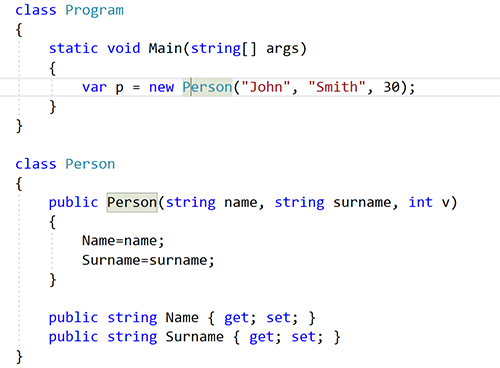 class Program
{
    static void Main(string[] args)
    {
        var p = new Person("John", "Smith", 30);
    }
}

class Person
{
    public Person(string name, string surname, int v)
    {
        Name=name;
        Surname=surname;
    }

    public string Name { get; set; }
    public string Surname { get; set; }
}